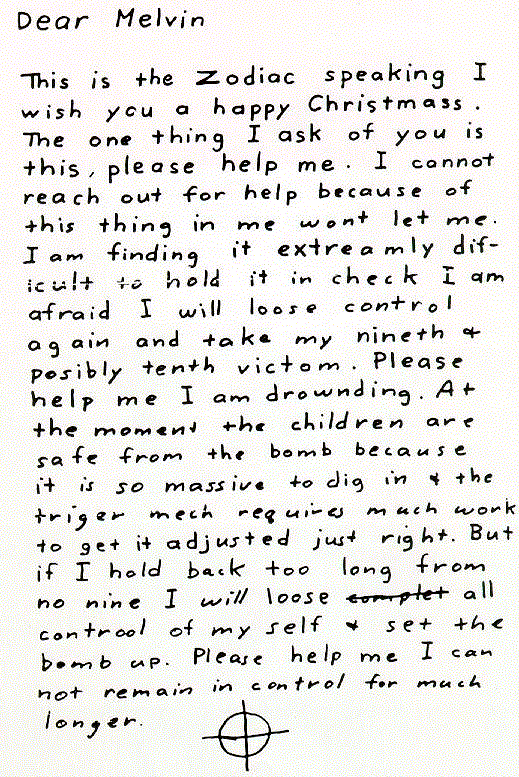 Dear Melvin
This is the Zodiac speaking I
wish you a happy Christmass.
The one thing I ask of you is
this, please help me. I cannot
reach out for help because of
this thing in me wont let me.
I am finding it extreamly dif-
icult to hold it in check I am
afraid I will loose control
again and take my nineth &
posibly tenth victom. Please
help me I am drownding. At
the moment the children are
safe from the bomb because
it is so massive to dig in & the
triger mech requires much work
to get it adjusted just right. But
if I hold back too long from
no nine I will loose complet all
controol of my self & set the
bomb up. Please help me I can
not remain in control for much
longer.